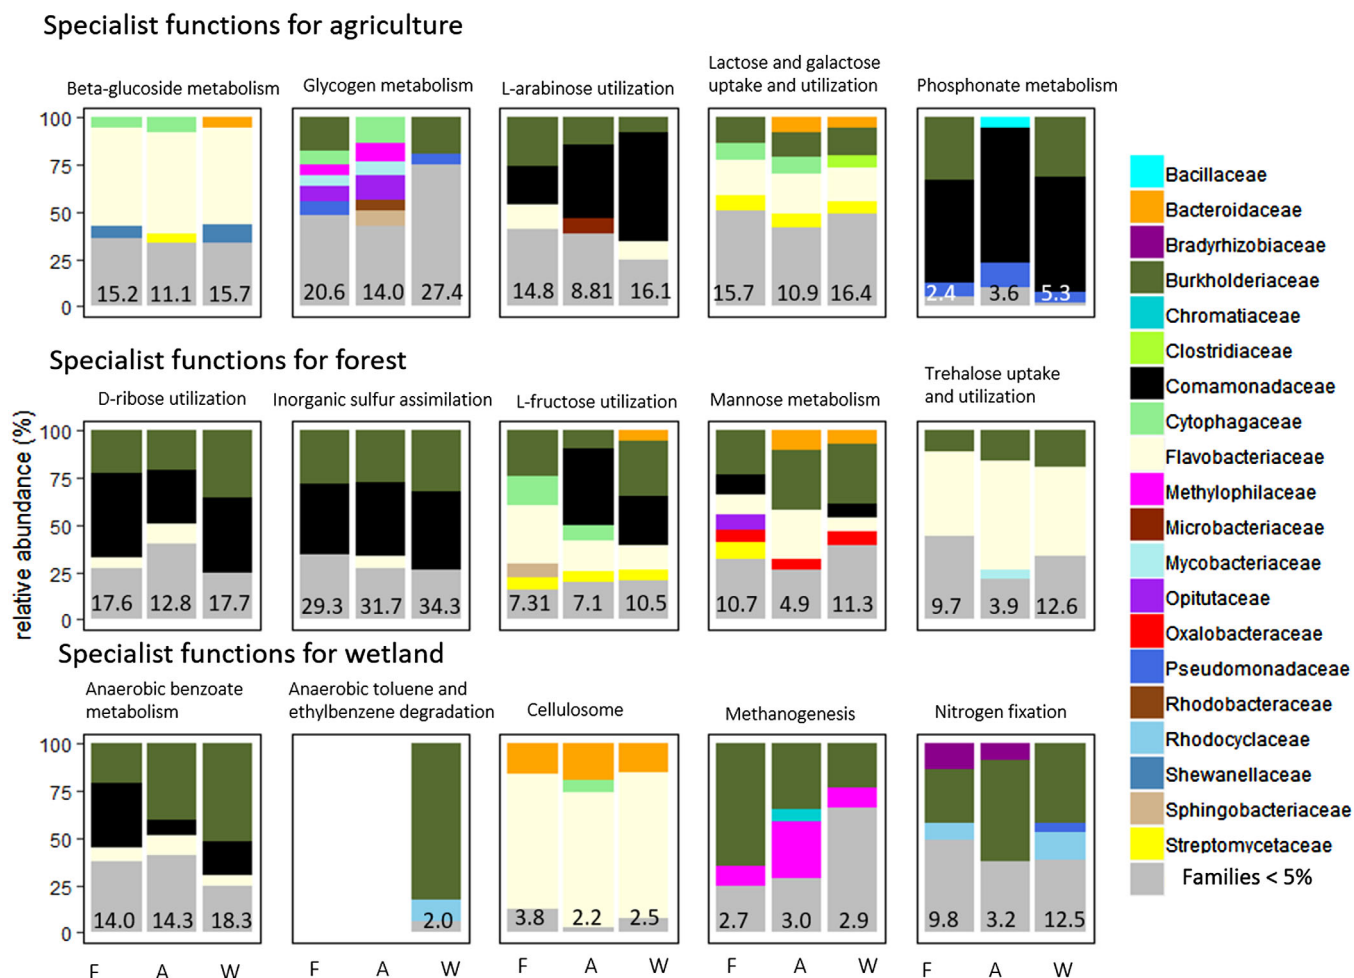 Specialist functions for agriculture
Beta-glucoside metabolism
Glycogen metabolism
L-arabinose utilization
Lactose and galactose
uptake and utilization
Phosphonate metabolism
100
75
50
25
0
15.2 11.1 15.7
20.6 14.0 27.4
14.8 8.81 16.1
15.7 10.9 16.4
2.4 3.6 5.3
Specialist functions for forest
D-ribose utilization
Inorganic sulfur assimilation
L-fructose utilization
Mannose metabolism
Trehalose uptake
and utilization
relative abundance (%)
100
75
50
25
0
17.6 12.8 17.7
29.3 31.7 34.3
7.31 7.1 10.5
10.7 4.9 11.3
9.7 3.9 12.6
Specialist functions for wetland
Anaerobic benzoate
metabolism
Anaerobic toluene and
ethylbenzene degradation
Cellulosome
Methanogenesis
Nitrogen fixation
100
75
50
25
0
14.0 14.3 18.3
2.0
3.8 2.2 2.5
2.7 3.0 2.9
9.8 3.2 12.5
F A W
F A W
F A W
F A W
F A W
Bacillaceae
Bacteroidaceae
Bradyrhizobiaceae
Burkholderiaceae
Chromatiaceae
Clostridiaceae
Comamonadaceae
Cytophagaceae
Flavobacteriaceae
Methylophilaceae
Microbacteriaceae
Mycobacteriaceae
Opitutaceae
Oxalobacteraceae
Pseudomonadaceae
Rhodobacteraceae
Rhodocyclaceae
Shewanellaceae
Sphingobacteriaceae
Streptomycetaceae
Families < 5%